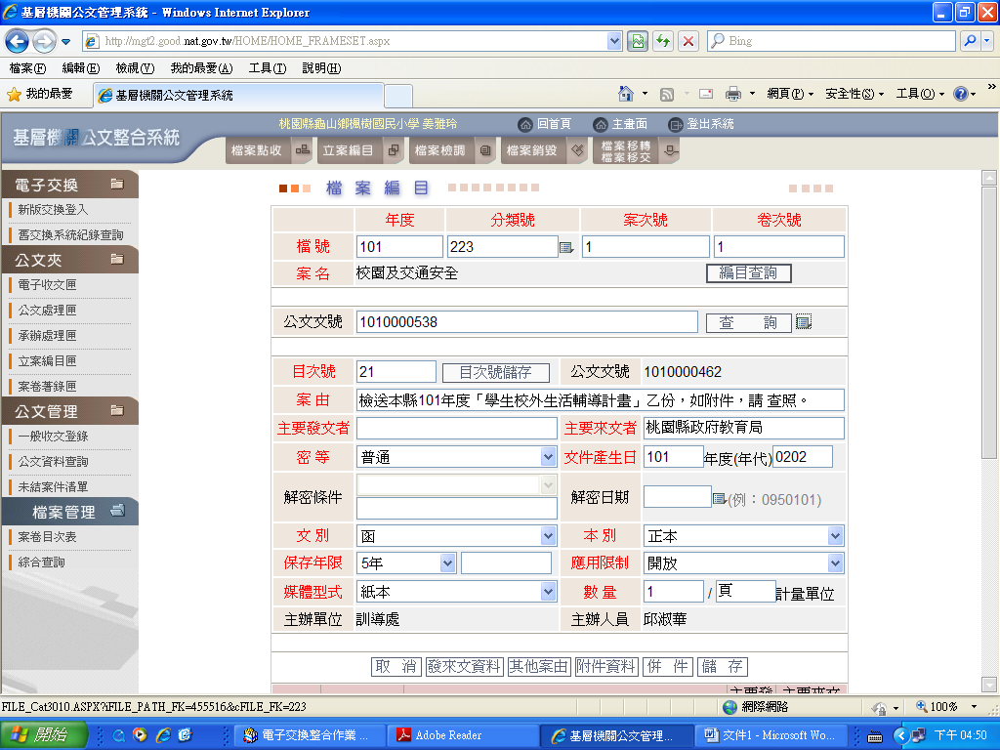 基層機關公文管理系統 - Windows Internet Explorer
http://mgt2.good.nat.gov.tw/HOME/HOME_FRAMESET.aspx
Bing
檔案(F) 編輯(E) 檢視(V) 我的最愛(A) 工具(T) 說明(H)
我的最愛 基層機關公文管理系統 網頁(P) 安全性(S) 工具(O)
基層機關公文整合系統
桃園縣龜山鄉楓樹國民小學 姜雅玲 回首頁 主畫面 登出系統
檔案點收 立案編目 檔案檢調 檔案銷毀 檔案移轉 檔案移交
電子交換
新版交換登入
舊交換系統紀錄查詢
公文夾
電子收文匣
公文處理匣
承辦處理匣
立案編目匣
案卷著錄匣
公文管理
一般收文登錄
公文資料查詢
未結案件清單
檔案管理
案卷目次表
綜合查詢
檔 案 編 目
年度 分類號 案次號 卷次號
檔 號 101 223 1 1
案 名 校園及交通安全 編目查詢
公文文號 1010000538 查 詢
目次號 21 目次號儲存 公文文號 1010000462
案 由 檢送本縣101年度「學生校外生活輔導計畫」乙份，如附件，請 查照。
主要發文者 主要來文者 桃園縣政府教育局
密 等 普通 文件產生日 101 年度(年代) 0202
解密條件 解密日期 (例：0950101)
文 別 函 本 別 正本
保存年限 5年 應用限制 開放
媒體型式 紙本 數 量 1 / 頁 計量單位
主辦單位 訓導處 主辦人員 邱淑華
取 消 發來文資料 其他案由 附件資料 併 件 儲 存
主要發 主要來文
FILE_Cat3010.ASPX?iFILE_PATH_FK=455516&cFILE_FK=223 網際網路 100%
開始 電子交換整合作業 ... Adobe Reader 基層機關公文管理... 文件1 - Microsoft Wo... 下午 04:50